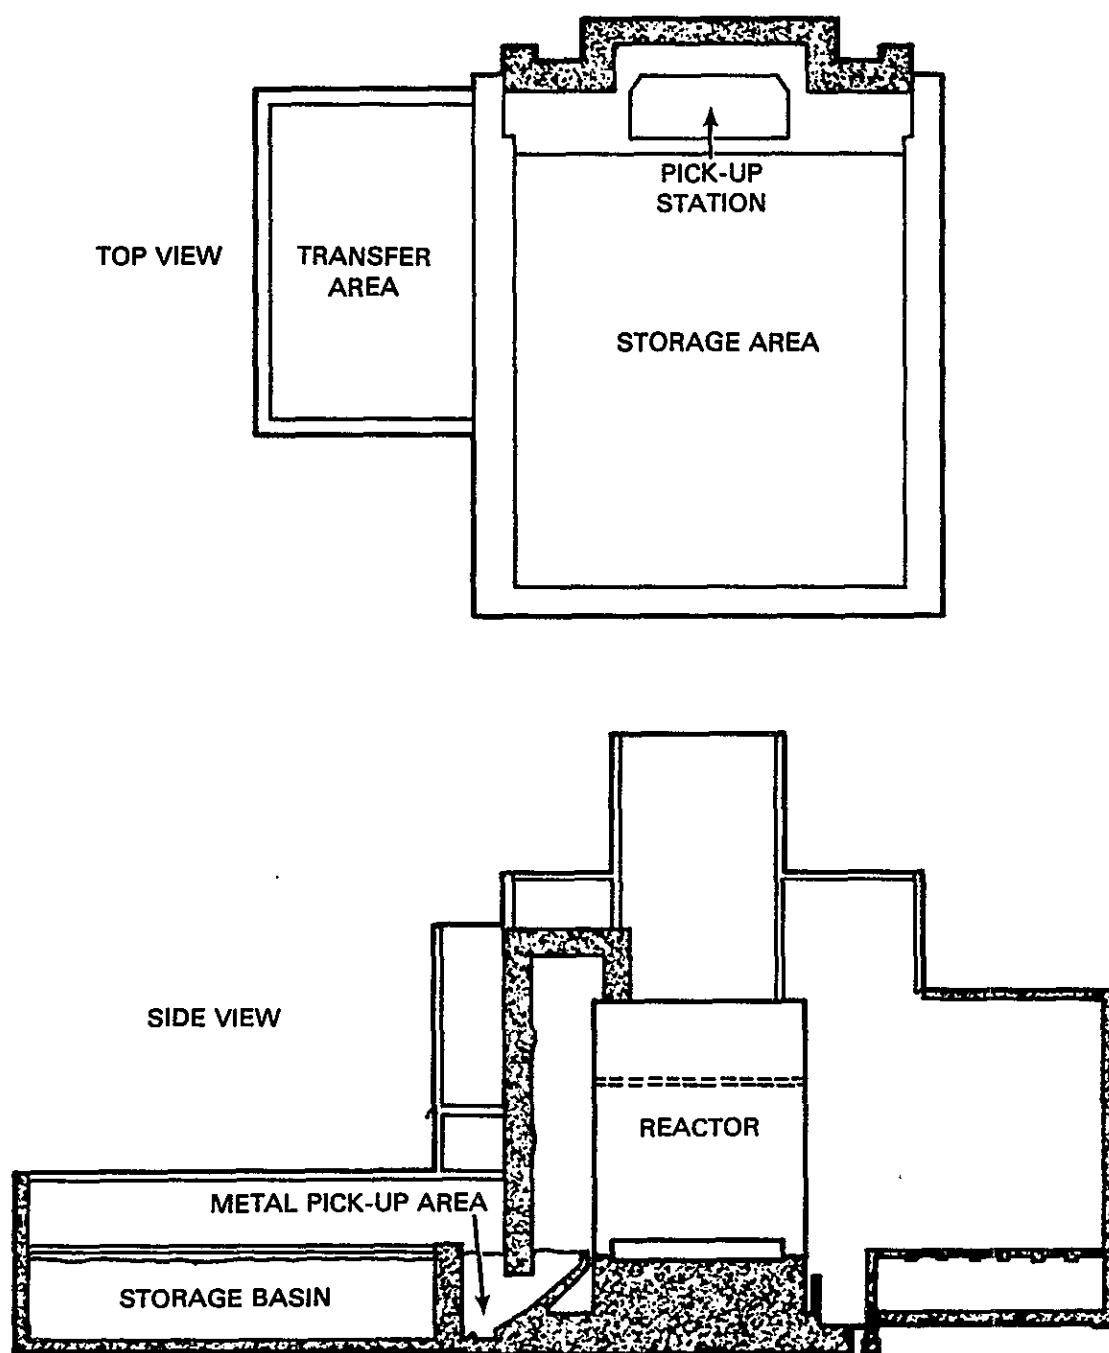 PICK-UP
STATION
TOP VIEW
TRANSFER
AREA
STORAGE AREA
SIDE VIEW
REACTOR
METAL PICK-UP AREA
STORAGE BASIN